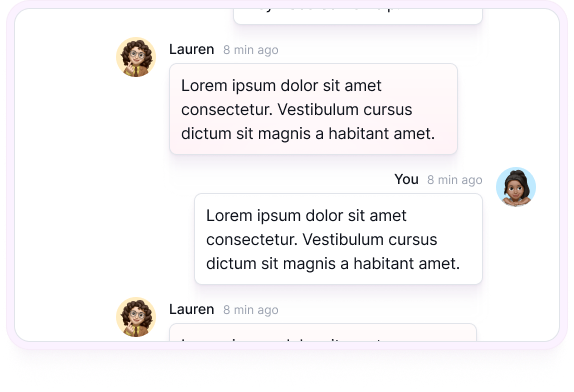 Lauren 8 min ago
Lorem ipsum dolor sit amet
consectetur. Vestibulum cursus
dictum sit magnis a habitant amet.
You 8 min ago
Lorem ipsum dolor sit amet
consectetur. Vestibulum cursus
dictum sit magnis a habitant amet.
Lauren 8 min ago